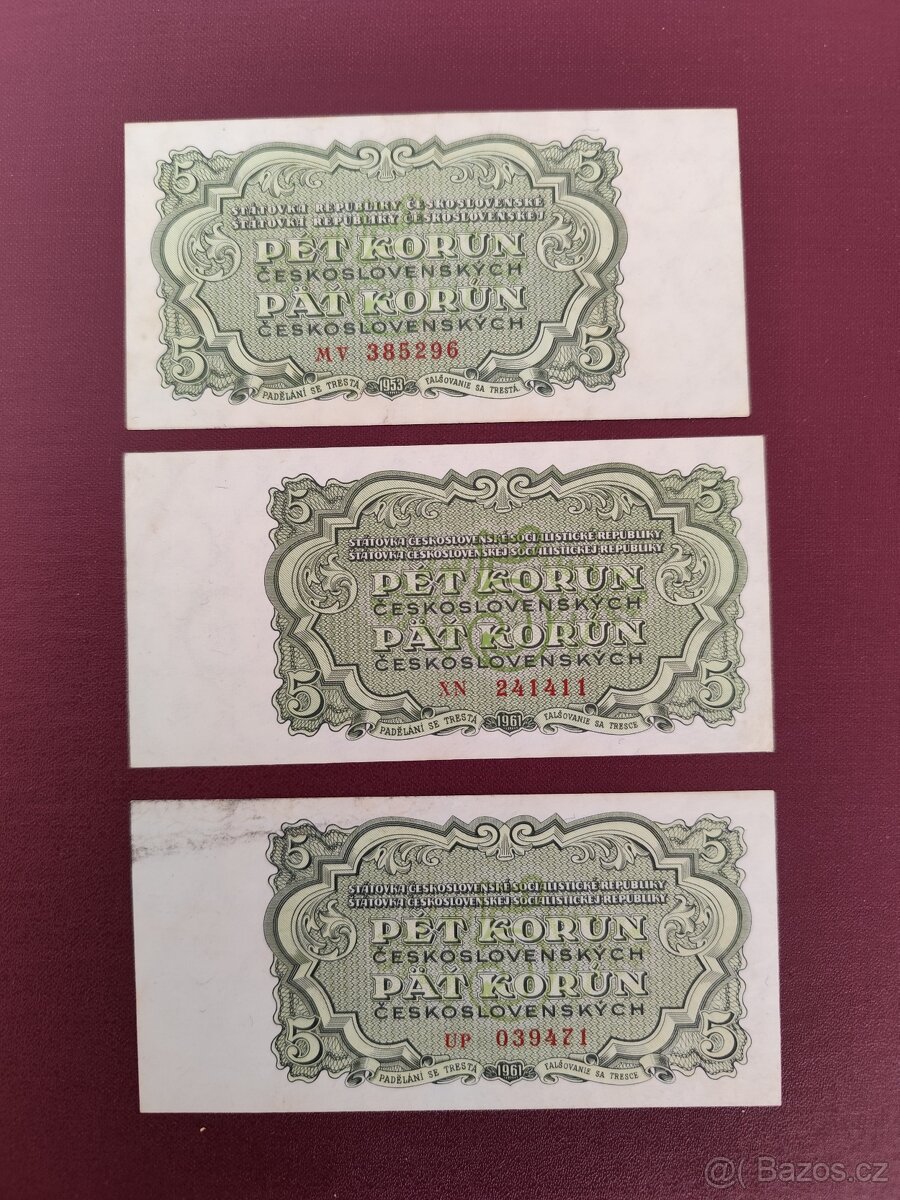 5 5
STÁTOVKA REPUBLIKY ČESKOSLOVENSKÉ
ŠTÁTOVKA REPUBLIKY ČESKOSLOVENSKEJ
PĚT KORUN
ČESKOSLOVENSKÝCH
PÄŤ KORÚN
ČESKOSLOVENSKÝCH
5 5
MV 385296
PADĚLÁNÍ SE TRESTÁ 1953 FALŠOVANIE SA TRESTÁ
5 5
STÁTOVKA ČESKOSLOVENSKÉ SOCIALISTICKÉ REPUBLIKY
ŠTÁTOVKA ČESKOSLOVENSKEJ SOCIALISTICKEJ REPUBLIKY
PĚT KORUN
ČESKOSLOVENSKÝCH
PÄŤ KORÚN
ČESKOSLOVENSKÝCH
5 5
XN 241411
PADĚLÁNÍ SE TRESTÁ 1961 FALŠOVANIE SA TRESCE
5 5
STÁTOVKA ČESKOSLOVENSKÉ SOCIALISTICKÉ REPUBLIKY
ŠTÁTOVKA ČESKOSLOVENSKEJ SOCIALISTICKEJ REPUBLIKY
PĚT KORUN
ČESKOSLOVENSKÝCH
PÄŤ KORÚN
ČESKOSLOVENSKÝCH
5 5
UP 039471
PADĚLÁNÍ SE TRESTÁ 1961 FALŠOVANIE SA TRESCE
@( Bazos.cz